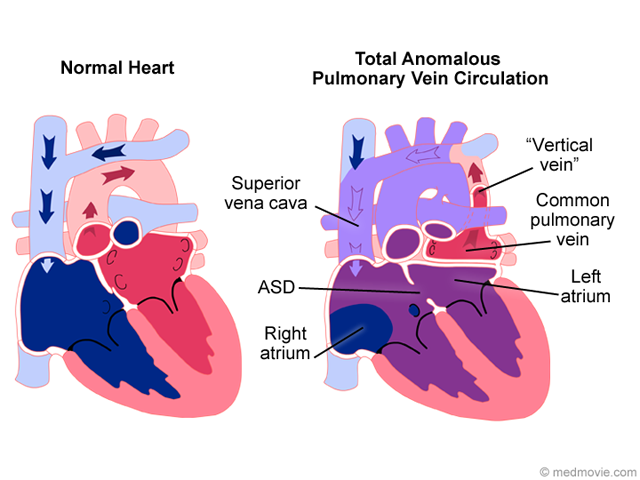 Normal Heart
Total Anomalous
Pulmonary Vein Circulation
“Vertical
vein”
Superior
vena cava
Common
pulmonary
vein
ASD
Left
atrium
Right
atrium
© medmovie.com